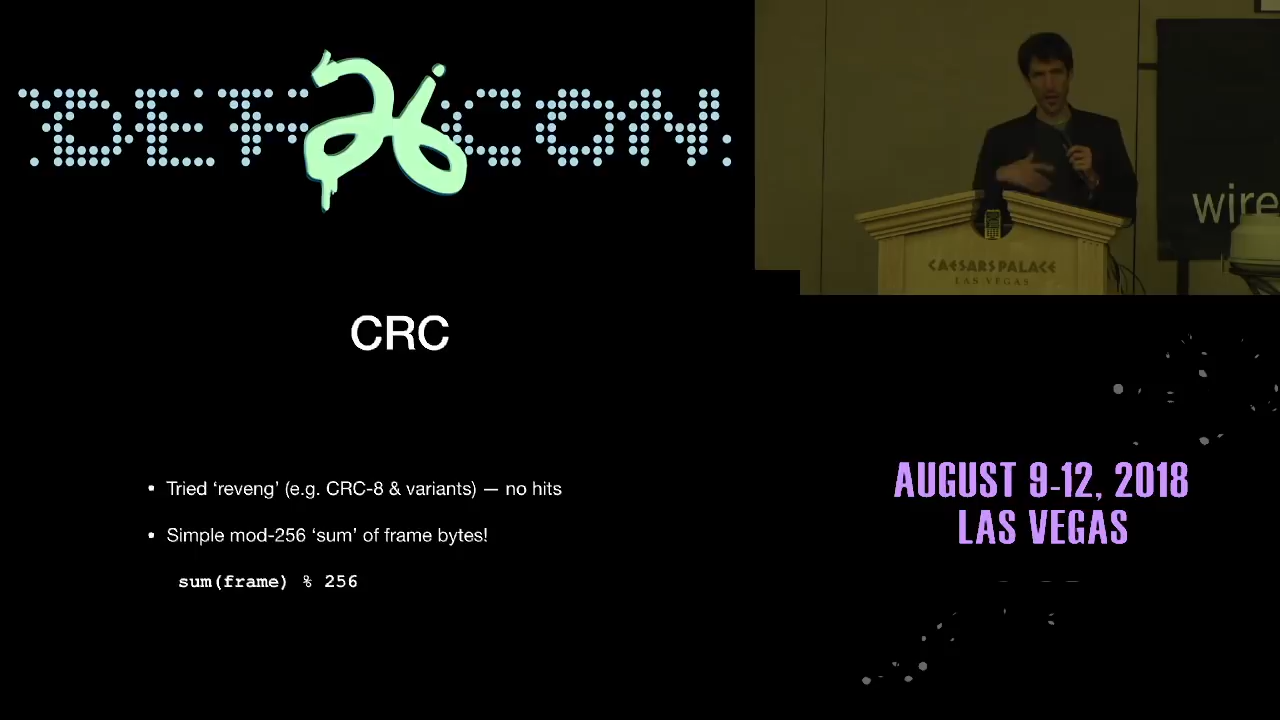 DEF 26 CON
wire
CAESARS PALACE
LAS VEGAS
CRC
• Tried ‘reveng’ (e.g. CRC-8 & variants) — no hits
• Simple mod-256 ‘sum’ of frame bytes!
sum(frame) % 256
AUGUST 9-12, 2018
LAS VEGAS